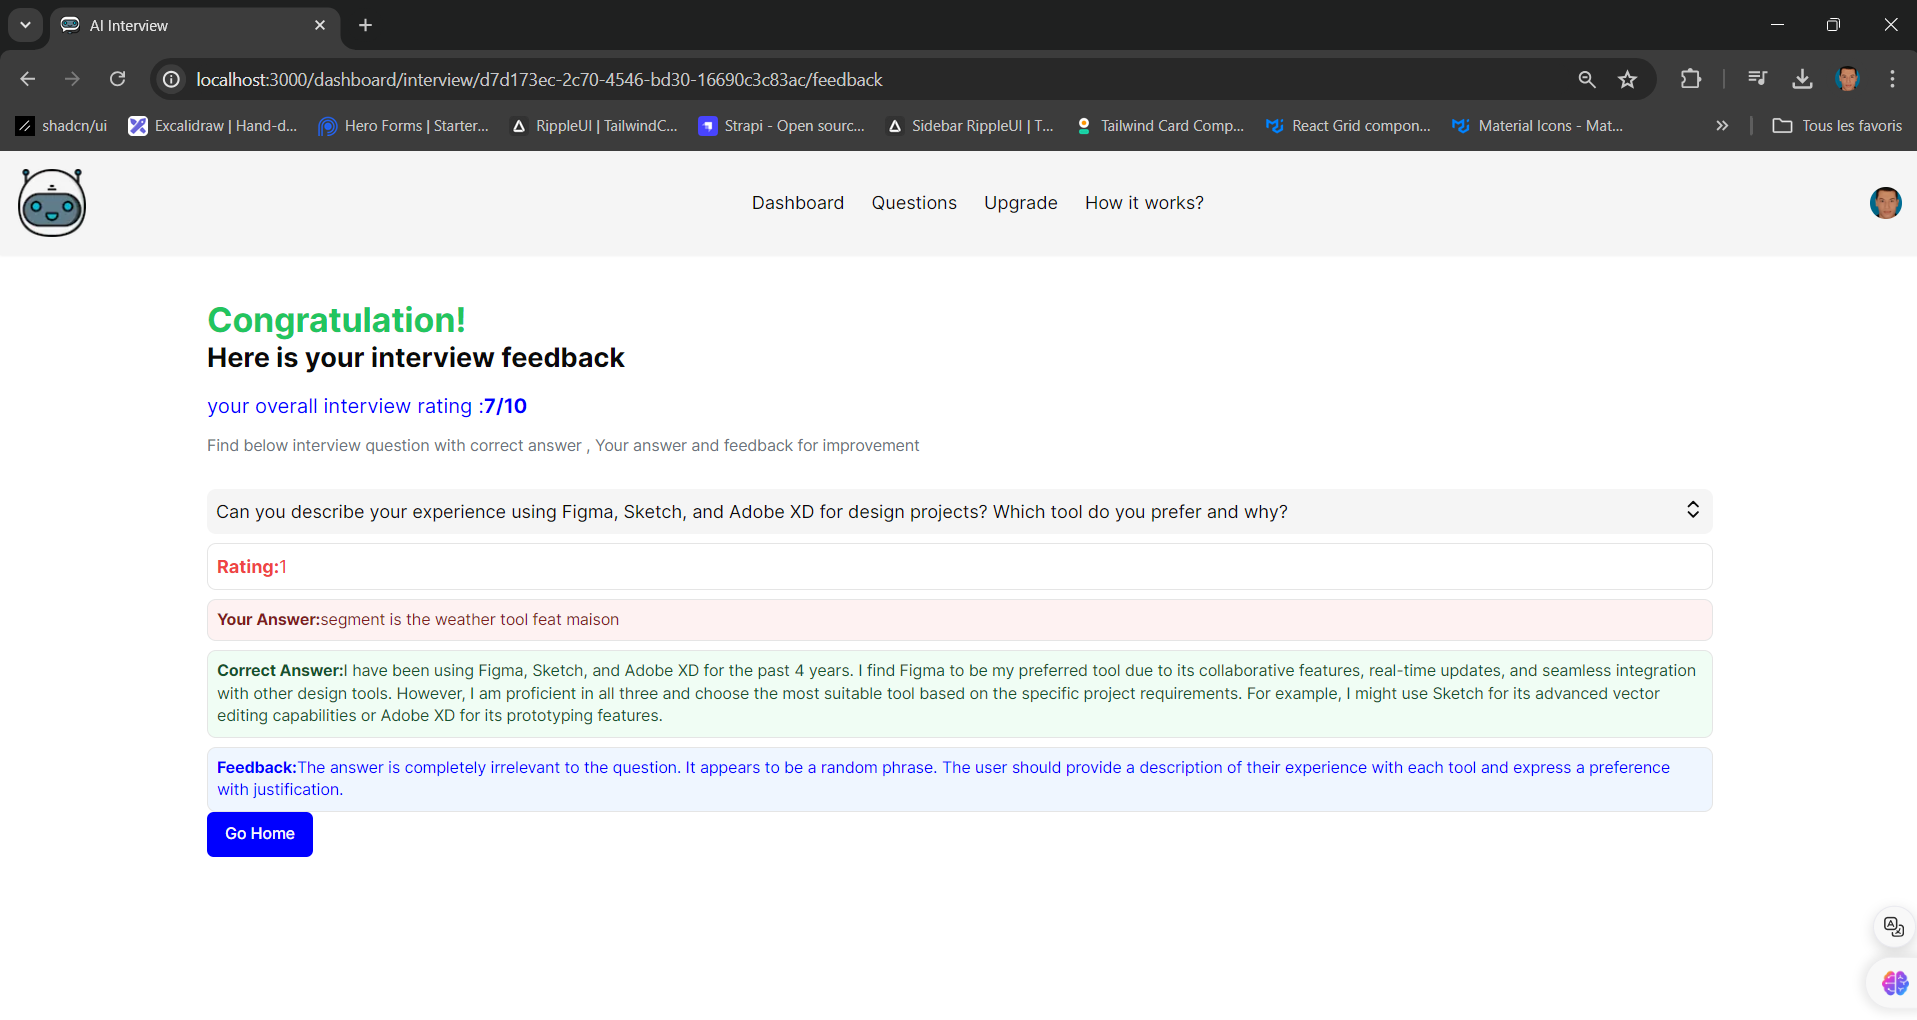 AI Interview
localhost:3000/dashboard/interview/d7d173ec-2c70-4546-bd30-16690c3c83ac/feedback
shadcn/ui
Excalidraw | Hand-d...
Hero Forms | Starter...
RippleUI | TailwindC...
Strapi - Open sourc...
Sidebar RippleUI | T...
Tailwind Card Comp...
React Grid compon...
Material Icons - Mat...
Tous les favoris
Dashboard
Questions
Upgrade
How it works?
Congratulation!
Here is your interview feedback
your overall interview rating :7/10
Find below interview question with correct answer , Your answer and feedback for improvement
Can you describe your experience using Figma, Sketch, and Adobe XD for design projects? Which tool do you prefer and why?
Rating:1
Your Answer:segment is the weather tool feat maison
Correct Answer:I have been using Figma, Sketch, and Adobe XD for the past 4 years. I find Figma to be my preferred tool due to its collaborative features, real-time updates, and seamless integration
with other design tools. However, I am proficient in all three and choose the most suitable tool based on the specific project requirements. For example, I might use Sketch for its advanced vector
editing capabilities or Adobe XD for its prototyping features.
Feedback:The answer is completely irrelevant to the question. It appears to be a random phrase. The user should provide a description of their experience with each tool and express a preference
with justification.
Go Home